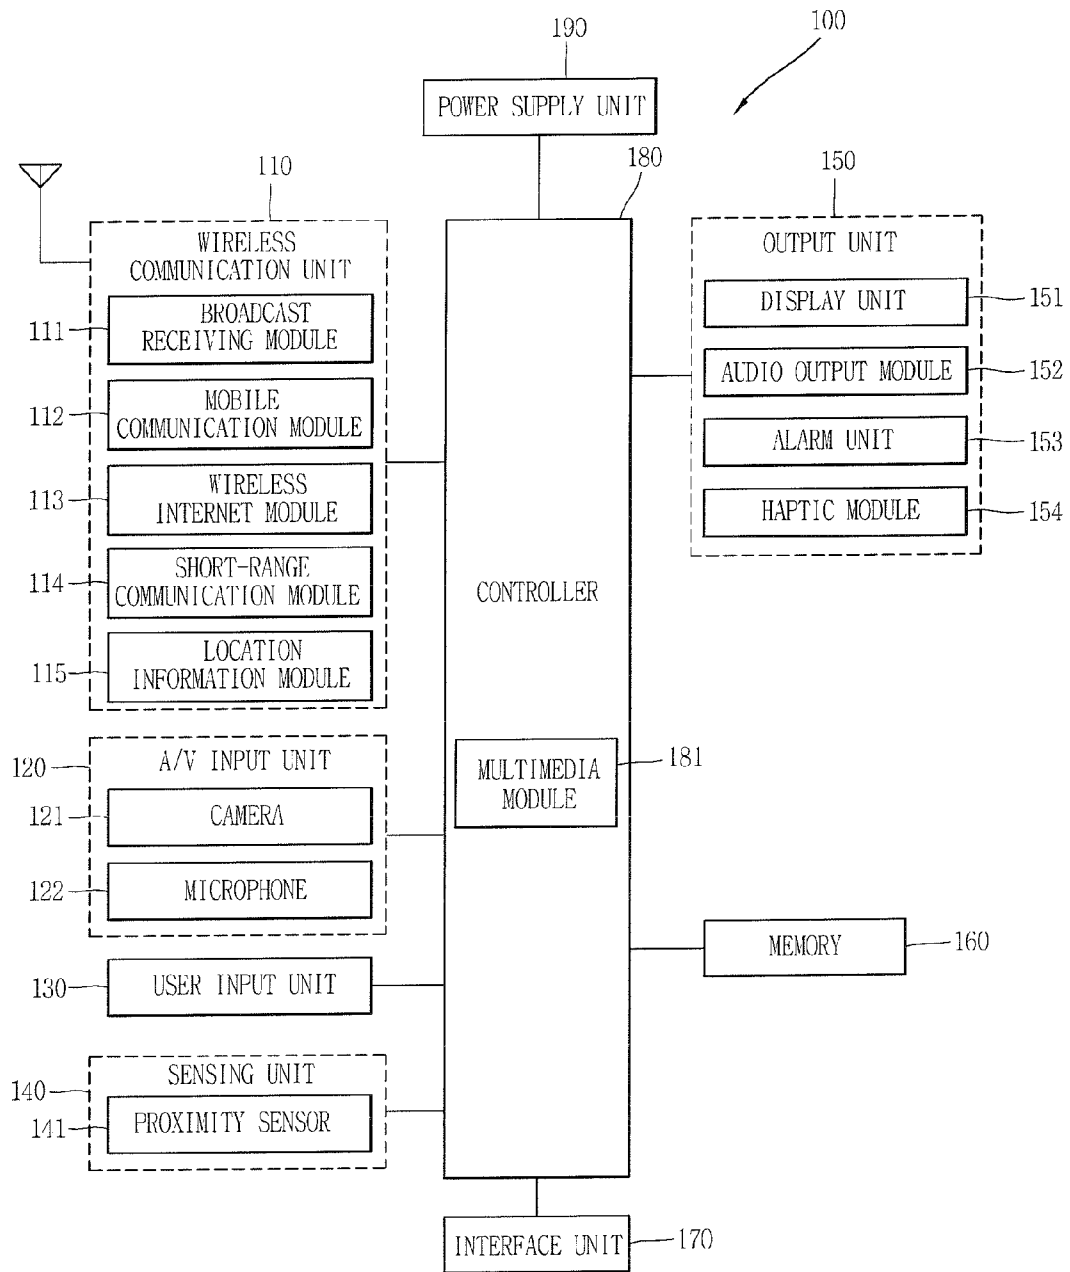 190
100
POWER SUPPLY UNIT
180
110
150
WIRELESS
COMMUNICATION UNIT
BROADCAST
RECEIVING MODULE
111
MOBILE
COMMUNICATION MODULE
112
WIRELESS
INTERNET MODULE
113
SHORT-RANGE
COMMUNICATION MODULE
114
LOCATION
INFORMATION MODULE
115
A/V INPUT UNIT
120
CAMERA
121
MICROPHONE
122
USER INPUT UNIT
130
SENSING UNIT
140
PROXIMITY SENSOR
141
CONTROLLER
MULTIMEDIA
MODULE
181
OUTPUT UNIT
DISPLAY UNIT
151
AUDIO OUTPUT MODULE
152
ALARM UNIT
153
HAPTIC MODULE
154
MEMORY
160
INTERFACE UNIT
170